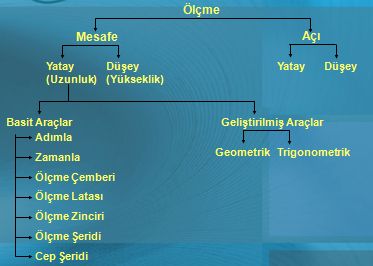 Ölçme
Mesafe
Açı
Yatay
(Uzunluk)
Düşey
(Yükseklik)
Yatay
Düşey
Basit Araçlar
Geliştirilmiş Araçlar
Adımla
Zamanla
Ölçme Çemberi
Ölçme Latası
Ölçme Zinciri
Ölçme Şeridi
Cep Şeridi
Geometrik
Trigonometrik